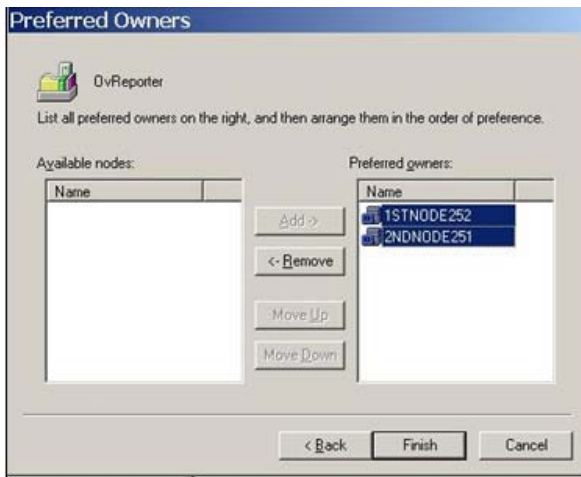 Preferred Owners
OvReporter
List all preferred owners on the right, and then arrange them in the order of preference.
Available nodes:
Preferred owners:
Name
Name
1STNODE252
2NDNODE251
Add ->
<- Remove
Move Up
Move Down
< Back
Finish
Cancel